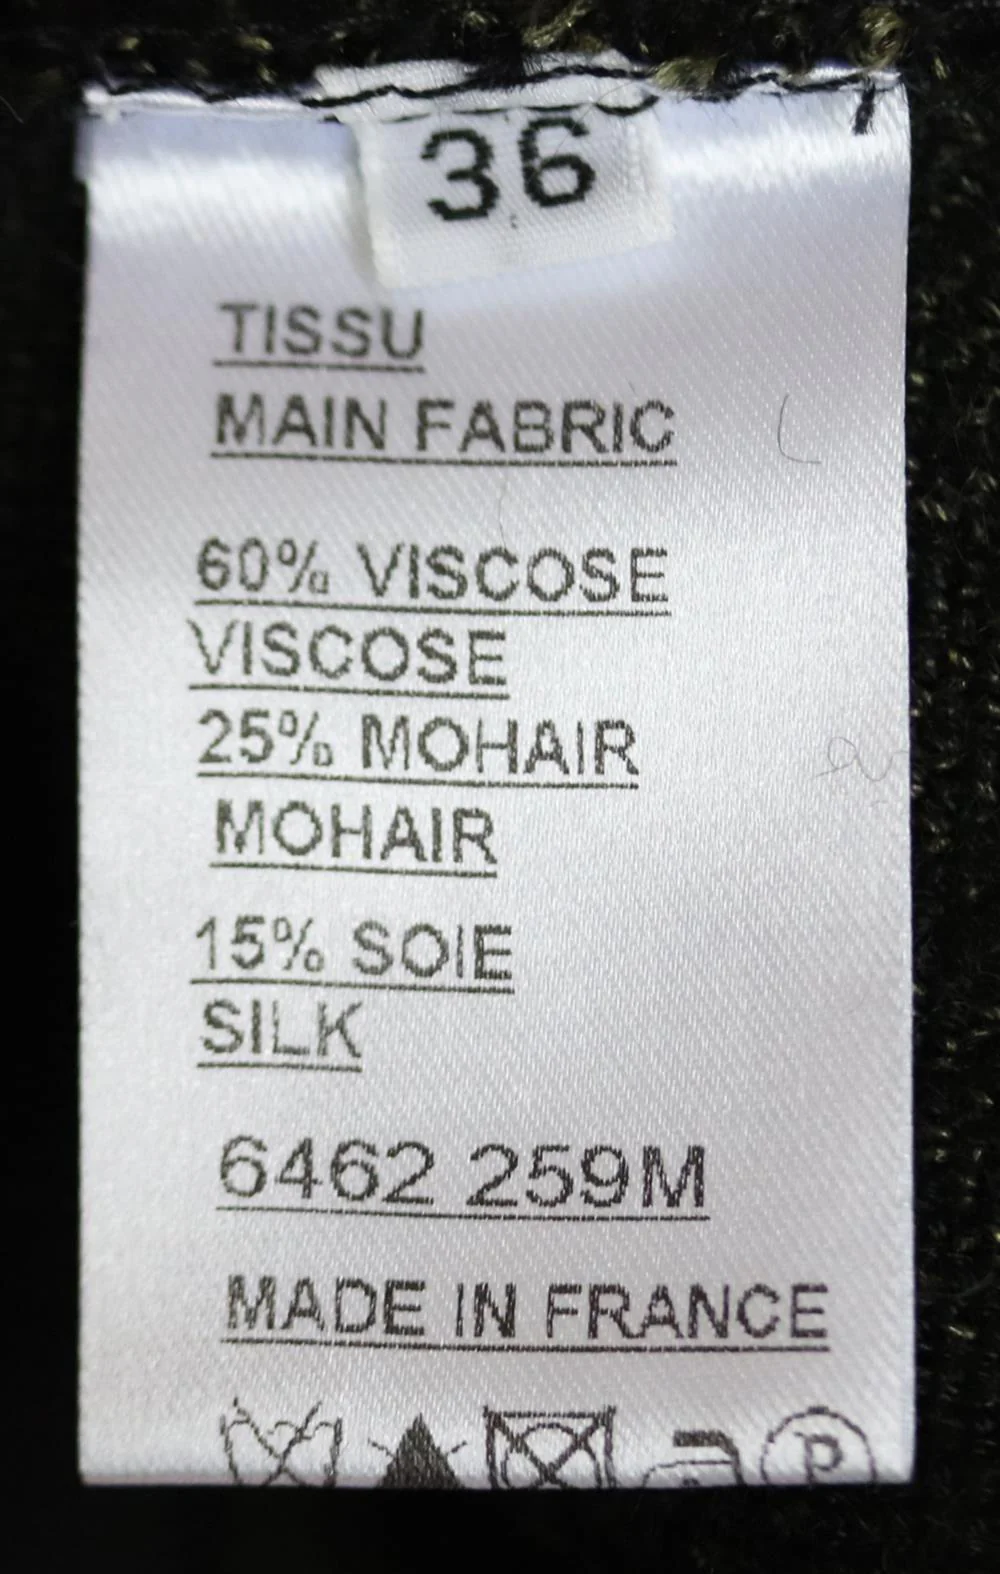 36
TISSU
MAIN FABRIC
60% VISCOSE
VISCOSE
25% MOHAIR
MOHAIR
15% SOIE
SILK
6462 259M
MADE IN FRANCE
P